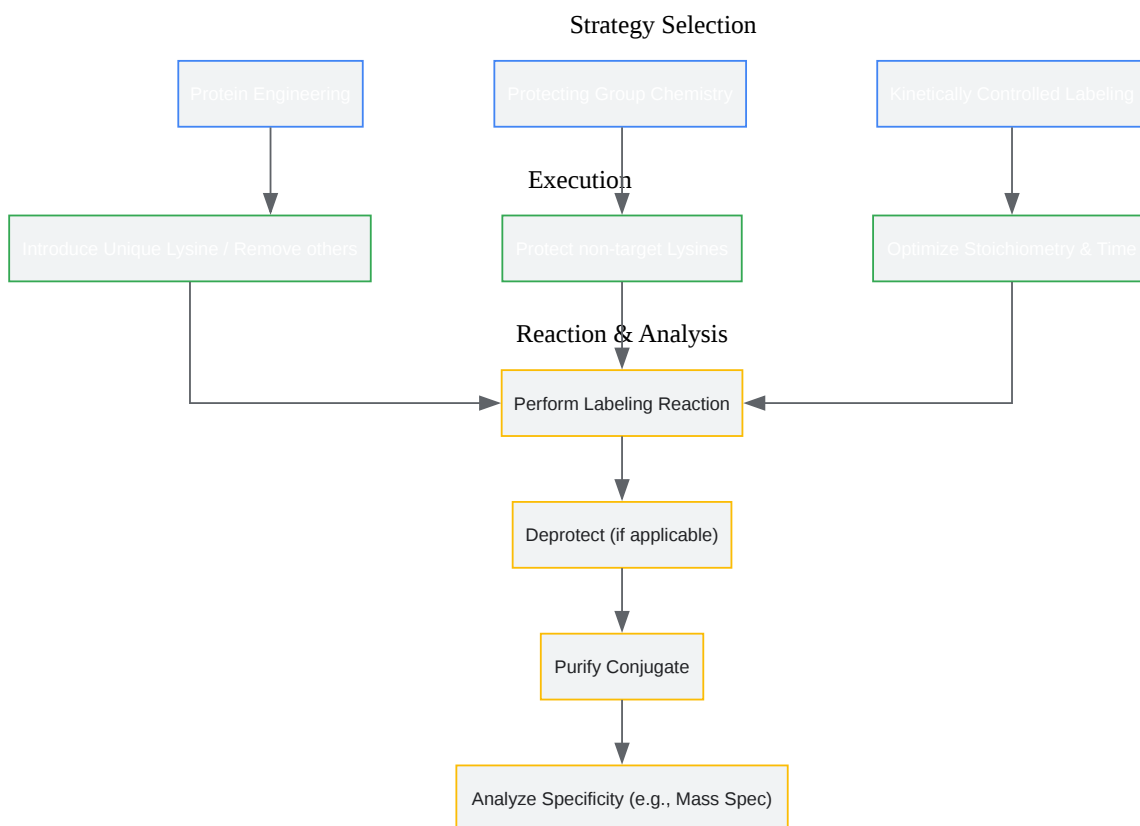 Strategy Selection
Protein Engineering
Protecting Group Chemistry
Kinetically Controlled Labeling
Execution
Introduce Unique Lysine / Remove others
Protect non-target Lysines
Optimize Stoichiometry & Time
Reaction & Analysis
Perform Labeling Reaction
Deprotect (if applicable)
Purify Conjugate
Analyze Specificity (e.g., Mass Spec)